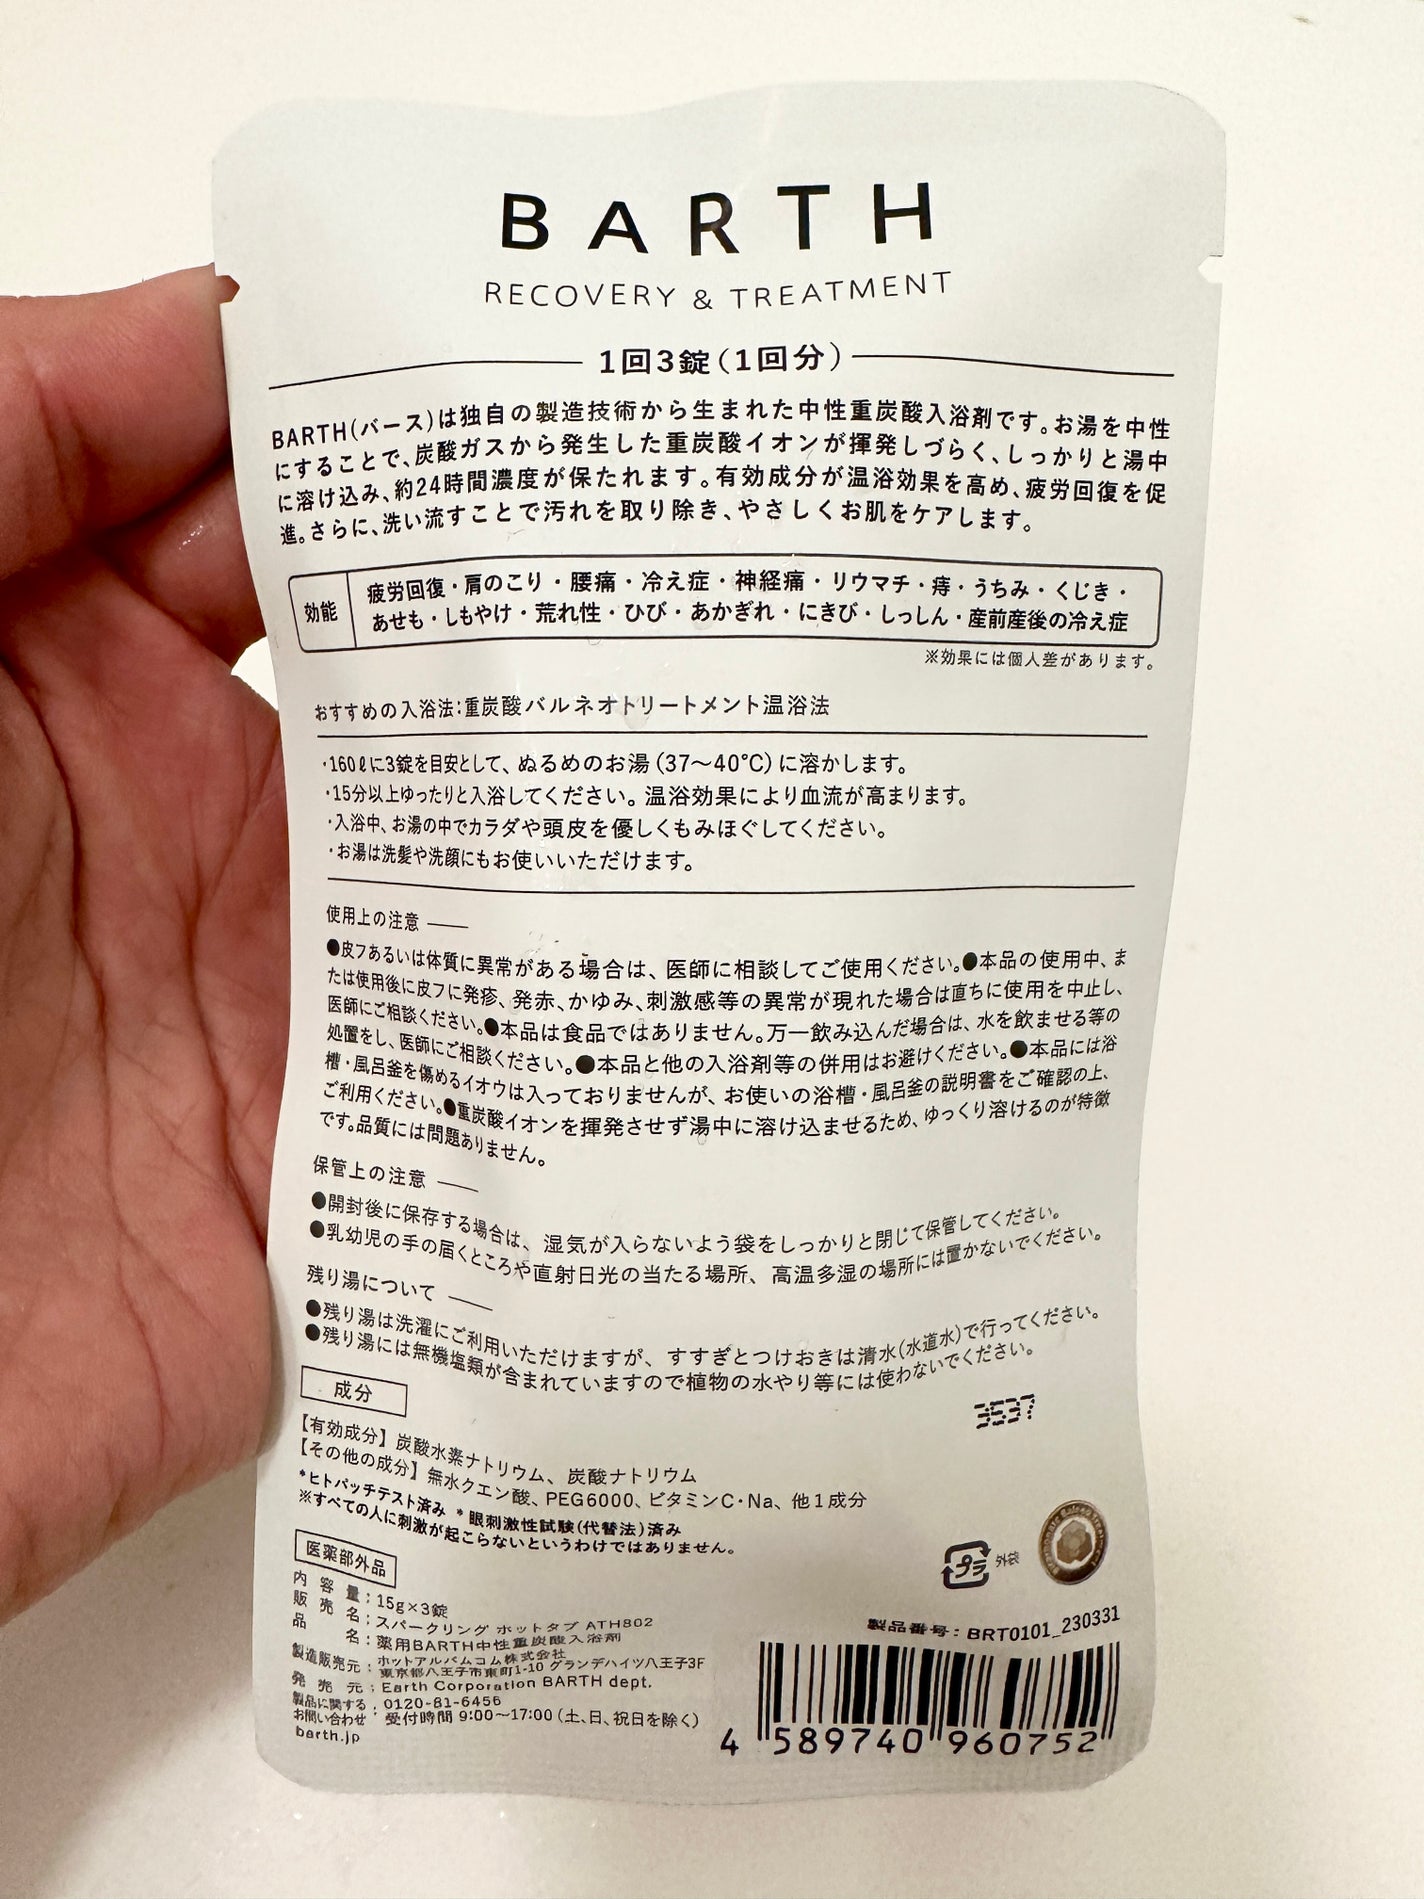 BARTH
RECOVERY & TREATMENT
1回3錠(1回分)
BARTH(バース)は独自の製造技術から生まれた中性重炭酸入浴剤です。お湯を中性
にすることで、炭酸ガスから発生した重炭酸イオンが揮発しづらく、しっかりと湯中
に溶け込み、約24時間濃度が保たれます。有効成分が温浴効果を高め、疲労回復を促
進。さらに、洗い流すことで汚れを取り除き、やさしくお肌をケアします。
効能
疲労回復・肩のこり・腰痛・冷え症・神経痛・リウマチ・痔・うちみ・くじき・
あせも・しもやけ・荒れ性・ひび・あかぎれ・にきび・しっしん・産前産後の冷え症
※効果には個人差があります。
おすすめの入浴法:重炭酸バルネオトリートメント温浴法
・160ℓに3錠を目安として、ぬるめのお湯(37〜40℃)に溶かします。
・15分以上ゆったりと入浴してください。温浴効果により血流が高まります。
・入浴中、お湯の中でカラダや頭皮を優しくもみほぐしてください。
・お湯は洗髪や洗顔にもお使いいただけます。
使用上の注意
●皮フあるいは体質に異常がある場合は、医師に相談してご使用ください。●本品の使用中、ま
たは使用後に皮フに発疹、発赤、かゆみ、刺激感等の異常が現れた場合は直ちに使用を中止し、
医師にご相談ください。●本品は食品ではありません。万一飲み込んだ場合は、水を飲ませる等の
処置をし、医師にご相談ください。●本品と他の入浴剤等の併用はお避けください。●本品には浴
槽・風呂釜を傷めるイオウは入っておりませんが、お使いの浴槽・風呂釜の説明書をご確認の上、
ご利用ください。●重炭酸イオンを揮発させず湯中に溶け込ませるため、ゆっくり溶けるのが特徴
です。品質には問題ありません。
保管上の注意
●開封後に保存する場合は、湿気が入らないよう袋をしっかりと閉じて保管してください。
●乳幼児の手の届くところや直射日光の当たる場所、高温多湿の場所には置かないでください。
残り湯について
●残り湯は洗濯にご利用いただけますが、すすぎとつけおきは清水(水道水)で行ってください。
●残り湯には無機塩類が含まれていますので植物の水やり等には使わないでください。
3537
成分
【有効成分】炭酸水素ナトリウム、炭酸ナトリウム
【その他の成分】無水クエン酸、PEG6000、ビタミンC・Na、他1成分
*ヒトパッチテスト済み *眼刺激性試験(代替法)済み
※すべての人に刺激が起こらないというわけではありません。
医薬部外品
プラ 外袋
内容量:15g×3錠
販売名:スパークリング ホットタブ ATH802
品名:薬用BARTH中性重炭酸入浴剤
製造販売元:ホットアルバムコム株式会社
東京都八王子市東町1-10 グランデハイツ八王子3F
発売元:Earth Corporation BARTH dept.
製品に関するお問い合わせ:0120-81-6456
受付時間 9:00〜17:00(土、日、祝日を除く)
barth.jp
製品番号:BRT0101_230331
4 589740 960752